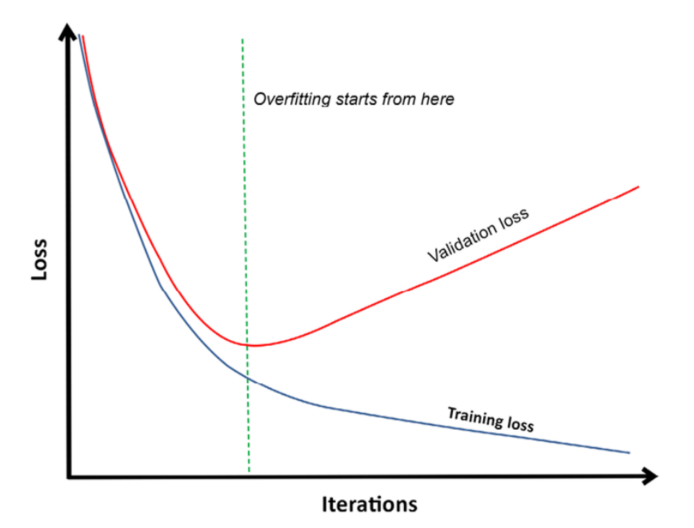 Overfitting starts from here
Validation loss
Loss
Training loss
Iterations